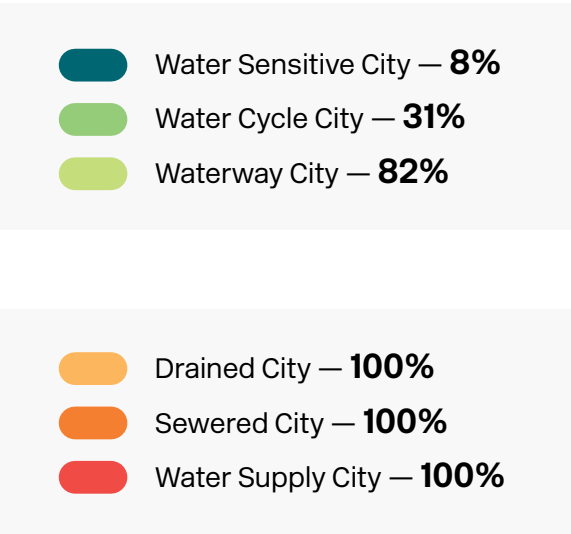 Water Sensitive City — 8%
Water Cycle City — 31%
Waterway City — 82%
Drained City — 100%
Sewered City — 100%
Water Supply City — 100%